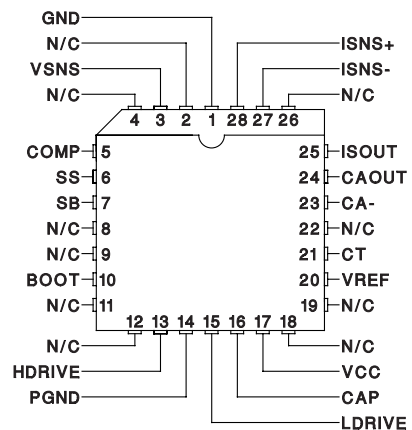 GND
N/C
ISNS+
VSNS
ISNS-
N/C
N/C
4 3 2 1 28 27 26
COMP 5 25 ISOUT
SS 6 24 CAOUT
SB 7 23 CA-
N/C 8 22 N/C
N/C 9 21 CT
BOOT 10 20 VREF
N/C 11 19 N/C
12 13 14 15 16 17 18
N/C
N/C
HDRIVE
VCC
PGND
CAP
LDRIVE